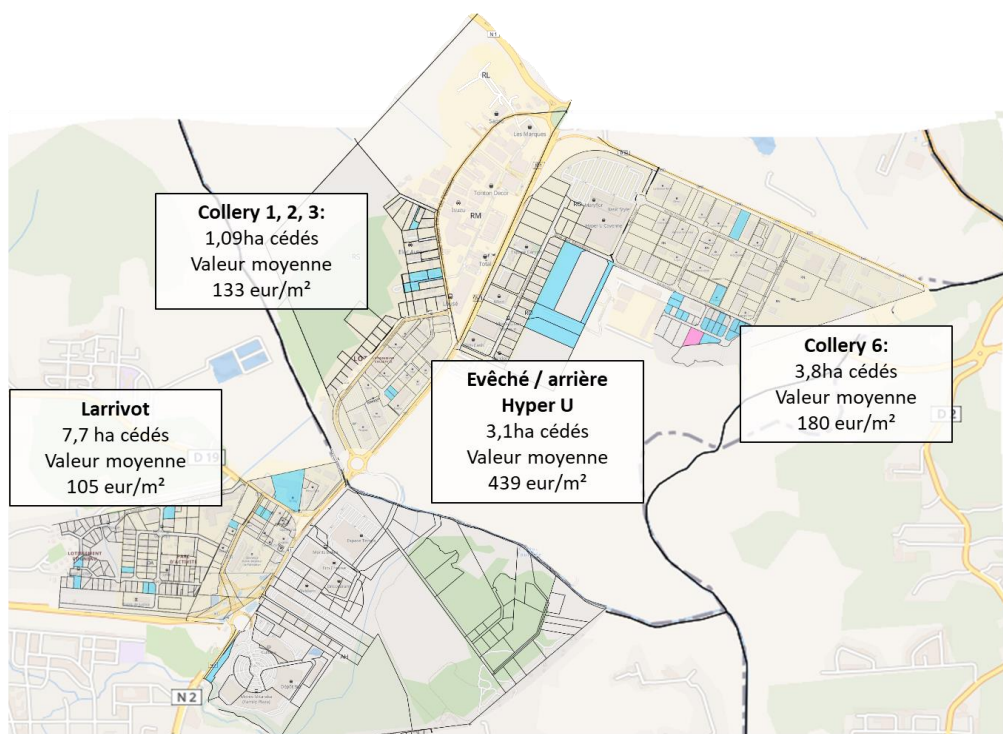 N1
RL
Les Marques
RM
Collery 1, 2, 3:
1,09ha cédés
Valeur moyenne
133 eur/m²
Total
Evêché / arrière
Hyper U
3,1ha cédés
Valeur moyenne
439 eur/m²
Collery 6:
3,8ha cédés
Valeur moyenne
180 eur/m²
D 2
Larrivot
7,7 ha cédés
Valeur moyenne
105 eur/m²
D 19
N 2